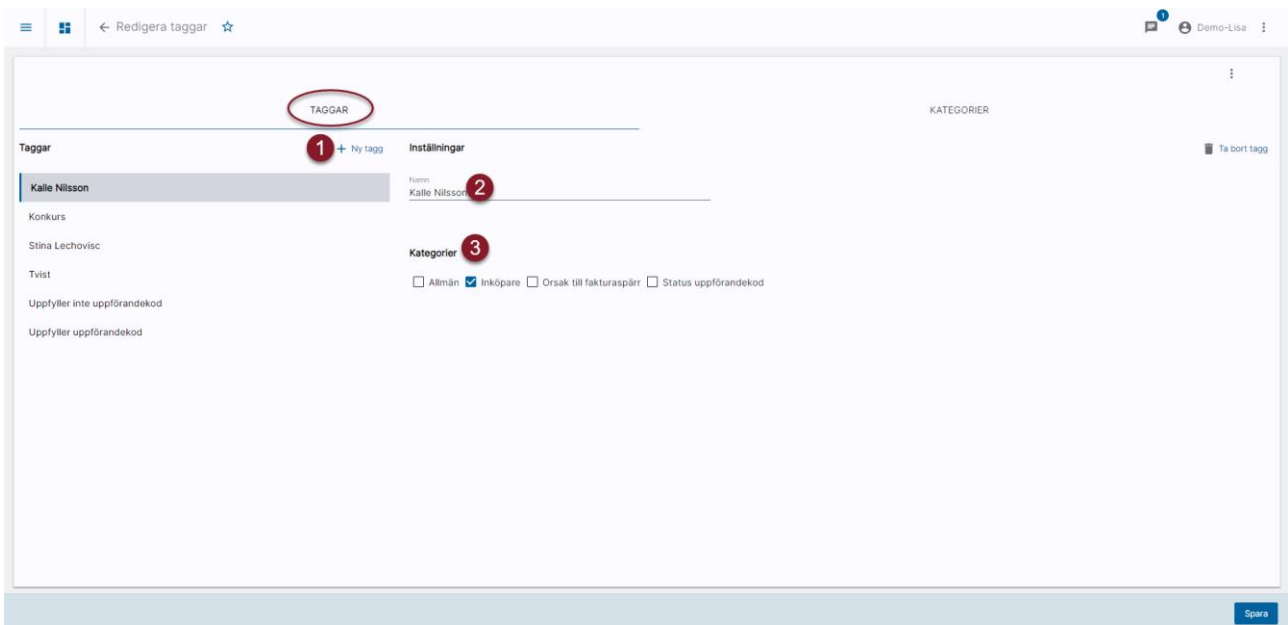 Redigera taggar
1
Demo-Lisa
TAGGAR
KATEGORIER
Taggar
1
+ Ny tagg
Inställningar
Ta bort tagg
Kalle Nilsson
Namn
Kalle Nilsson
2
Konkurs
Stina Lechovisc
Kategorier
3
Tvist
Allmän
Inköpare
Orsak till fakturaspärr
Status uppförandekod
Uppfyller inte uppförandekod
Uppfyller uppförandekod
Spara